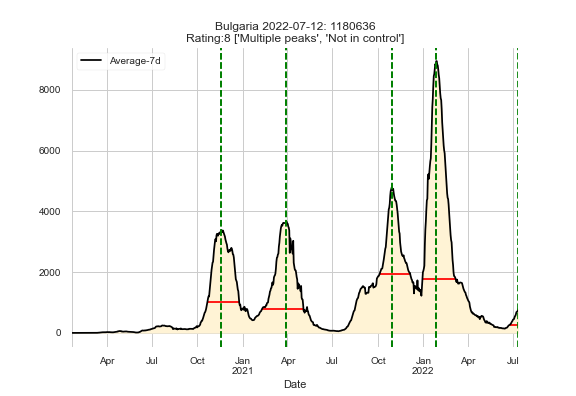 Bulgaria 2022-07-12: 1180636
Rating:8 ['Multiple peaks', 'Not in control']
Average-7d
8000
6000
4000
2000
0
Apr Jul Oct Jan Apr Jul Oct Jan Apr Jul
2021 2022
Date